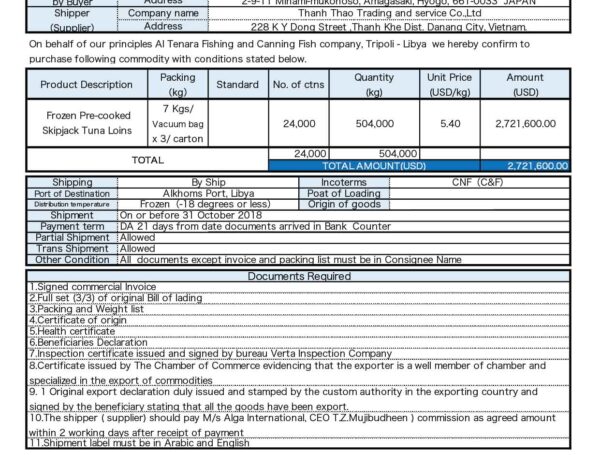 by Buyer Address 2-9-11 Minami-mukonoso, Amagasaki, Hyogo, 661-0033 JAPAN
Shipper Company name Thanh Thao Trading and service Co.,Ltd
(Supplier) Address 228 K Y Dong Street ,Thanh Khe Dist. Danang City, Vietnam.
On behalf of our principles Al Tenara Fishing and Canning Fish company, Tripoli - Libya we hereby confirm to
purchase following commodity with conditions stated below.
Product Description Packing (kg) Standard No. of ctns Quantity (kg) Unit Price (USD/kg) Amount (USD)
Frozen Pre-cooked Skipjack Tuna Loins 7 Kgs/ Vacuum bag x 3/ carton 24,000 504,000 5.40 2,721,600.00
TOTAL 24,000 504,000
TOTAL AMOUNT(USD) 2,721,600.00
Shipping By Ship Incoterms CNF (C&F)
Port of Destination Alkhoms Port, Libya Poat of Loading
Distribution temperature Frozen (-18 degrees or less) Origin of goods
Shipment On or before 31 October 2018
Payment term DA 21 days from date documents arrived in Bank Counter
Partial Shipment Allowed
Trans Shipment Allowed
Other Condition All documents except invoice and packing list must be in Consignee Name
Documents Required
1.Signed commercial Invoice
2.Full set (3/3) of original Bill of lading
3.Packing and Weight list
4.Certificate of origin
5.Health certificate
6.Beneficiaries Declaration
7.Inspection certificate issued and signed by bureau Verta Inspection Company
8.Certificate issued by The Chamber of Commerce evidencing that the exporter is a well member of chamber and
specialized in the export of commodities
9. 1 Original export declaration duly issued and stamped by the custom authority in the exporting country and
signed by the beneficiary stating that all the goods have been export.
10.The shipper ( supplier) should pay M/s Alga International, CEO T.Z.Mujibudheen ) commission as agreed amount
within 2 working days after receipt of payment
11.Shipment label must be in Arabic and English